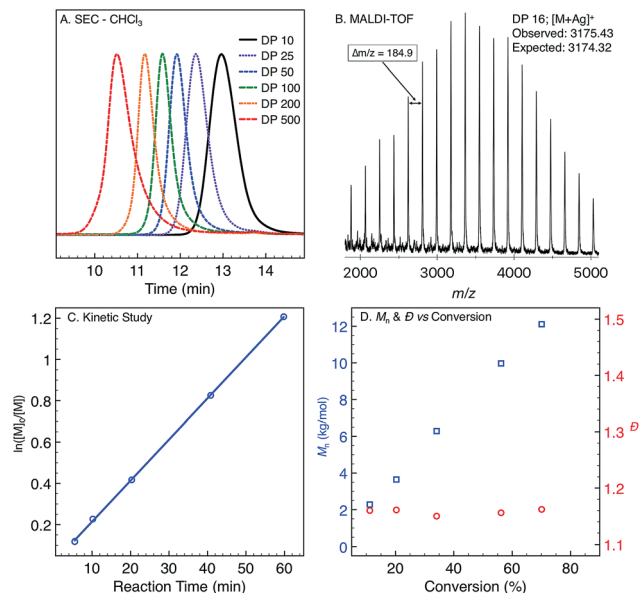 A. SEC - CHCl₃
DP 10
DP 25
DP 50
DP 100
DP 200
DP 500
10 11 12 13 14
Time (min)
B. MALDI-TOF
DP 16; [M+Ag]⁺
Observed: 3175.43
Expected: 3174.32
Δm/z = 184.9
2000 3000 4000 5000
m/z
C. Kinetic Study
ln([M]₀/[M])
1.2
1
0.8
0.6
0.4
0.2
10 20 30 40 50 60
Reaction Time (min)
D. Mₙ & Đ vs Conversion
Mₙ (kg/mol)
12
10
8
6
4
2
0
20 40 60 80
Conversion (%)
1.5
1.4
1.3
1.2
1.1
Đ